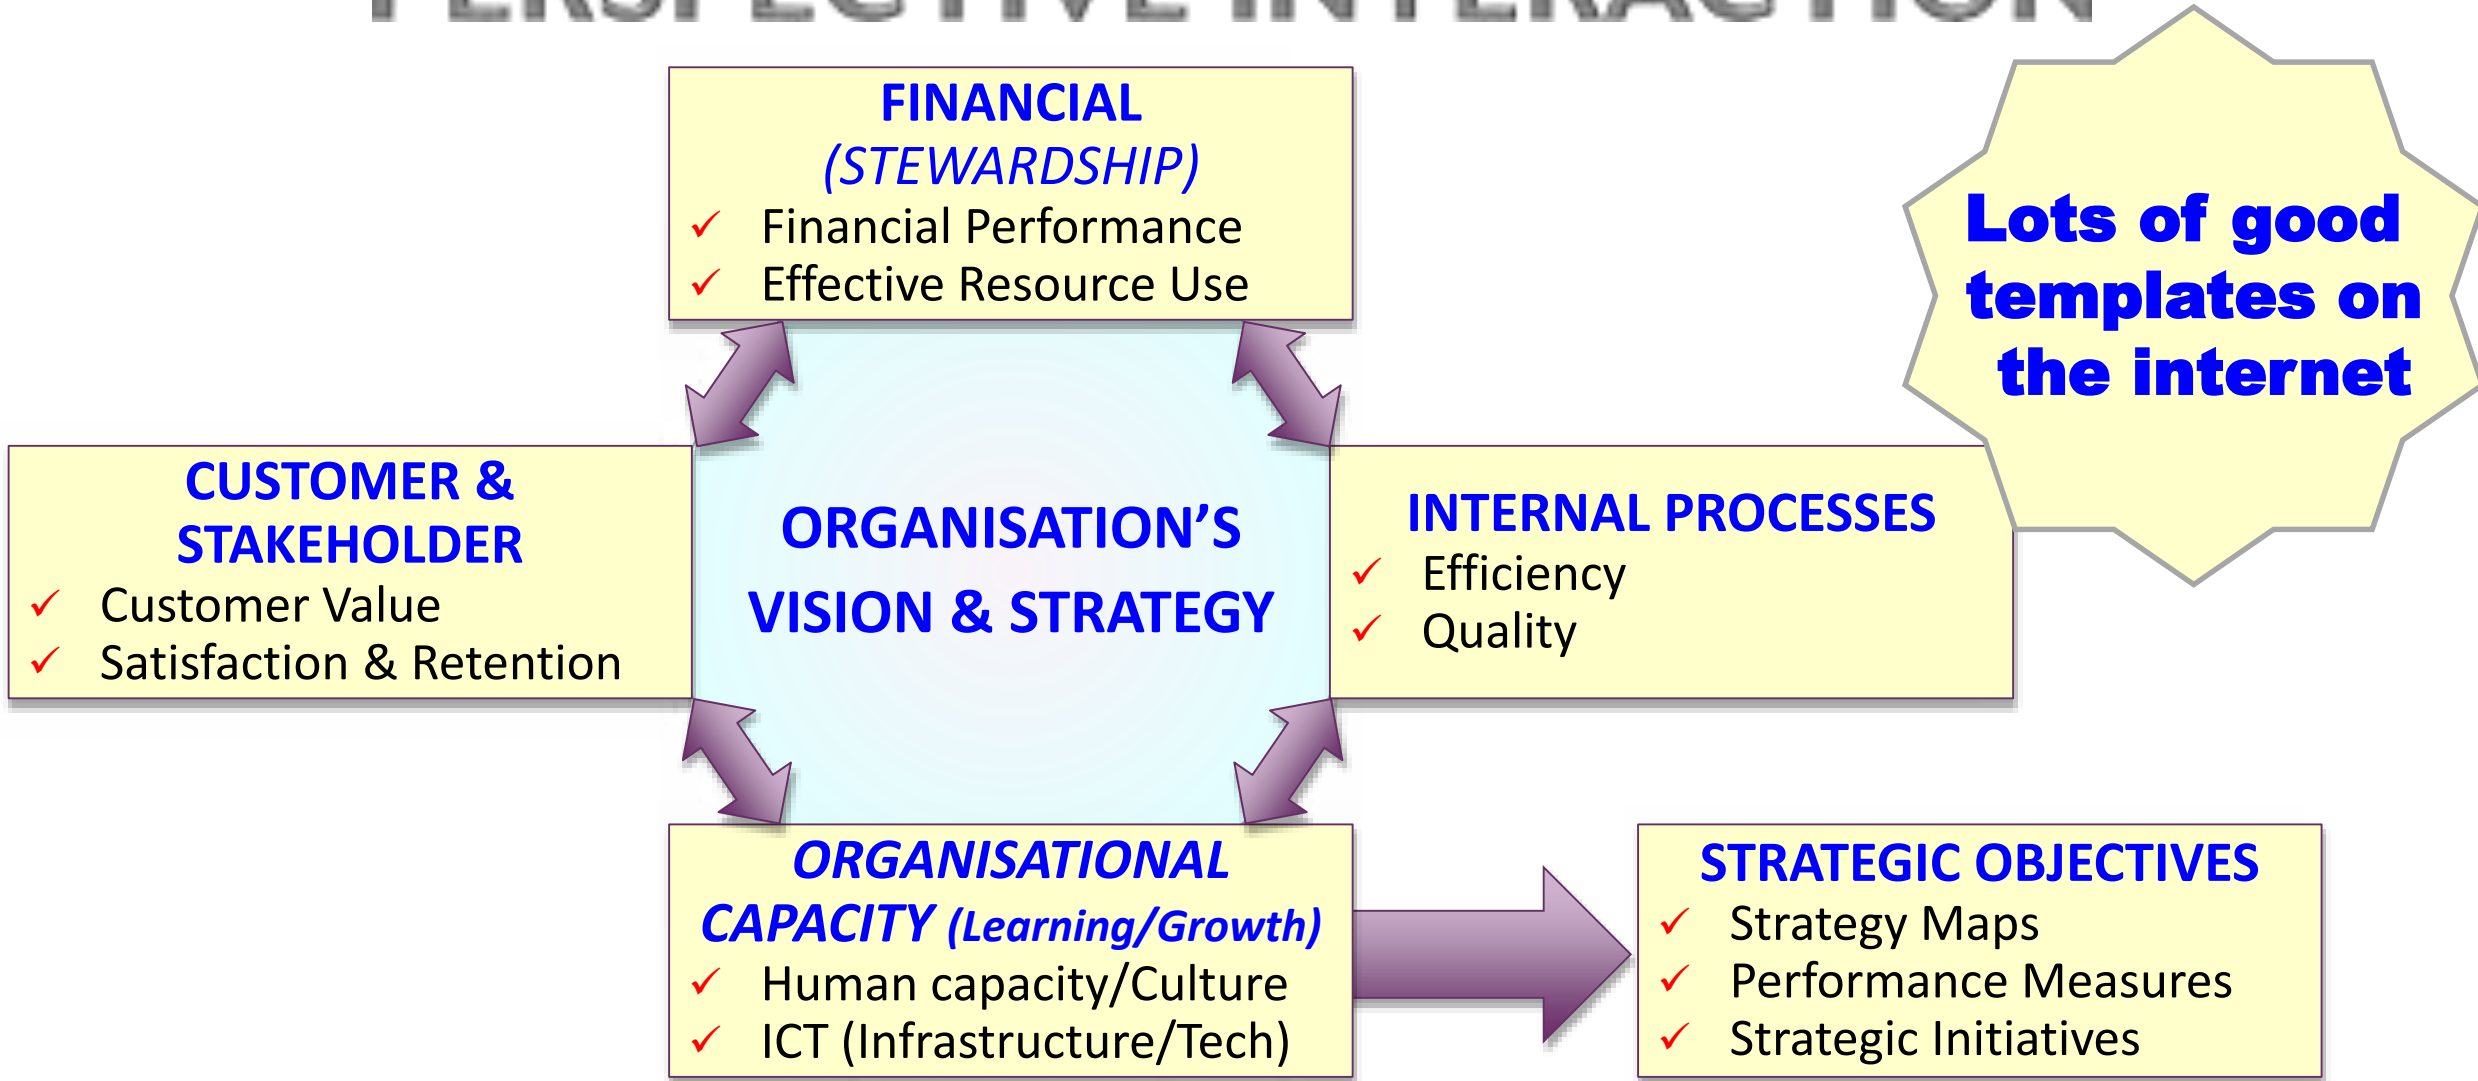 PERSPECTIVE INTERACTION
FINANCIAL
(STEWARDSHIP)
✓ Financial Performance
✓ Effective Resource Use
Lots of good
templates on
the internet
CUSTOMER &
STAKEHOLDER
✓ Customer Value
✓ Satisfaction & Retention
ORGANISATION’S
VISION & STRATEGY
INTERNAL PROCESSES
✓ Efficiency
✓ Quality
ORGANISATIONAL
CAPACITY (Learning/Growth)
✓ Human capacity/Culture
✓ ICT (Infrastructure/Tech)
STRATEGIC OBJECTIVES
✓ Strategy Maps
✓ Performance Measures
✓ Strategic Initiatives